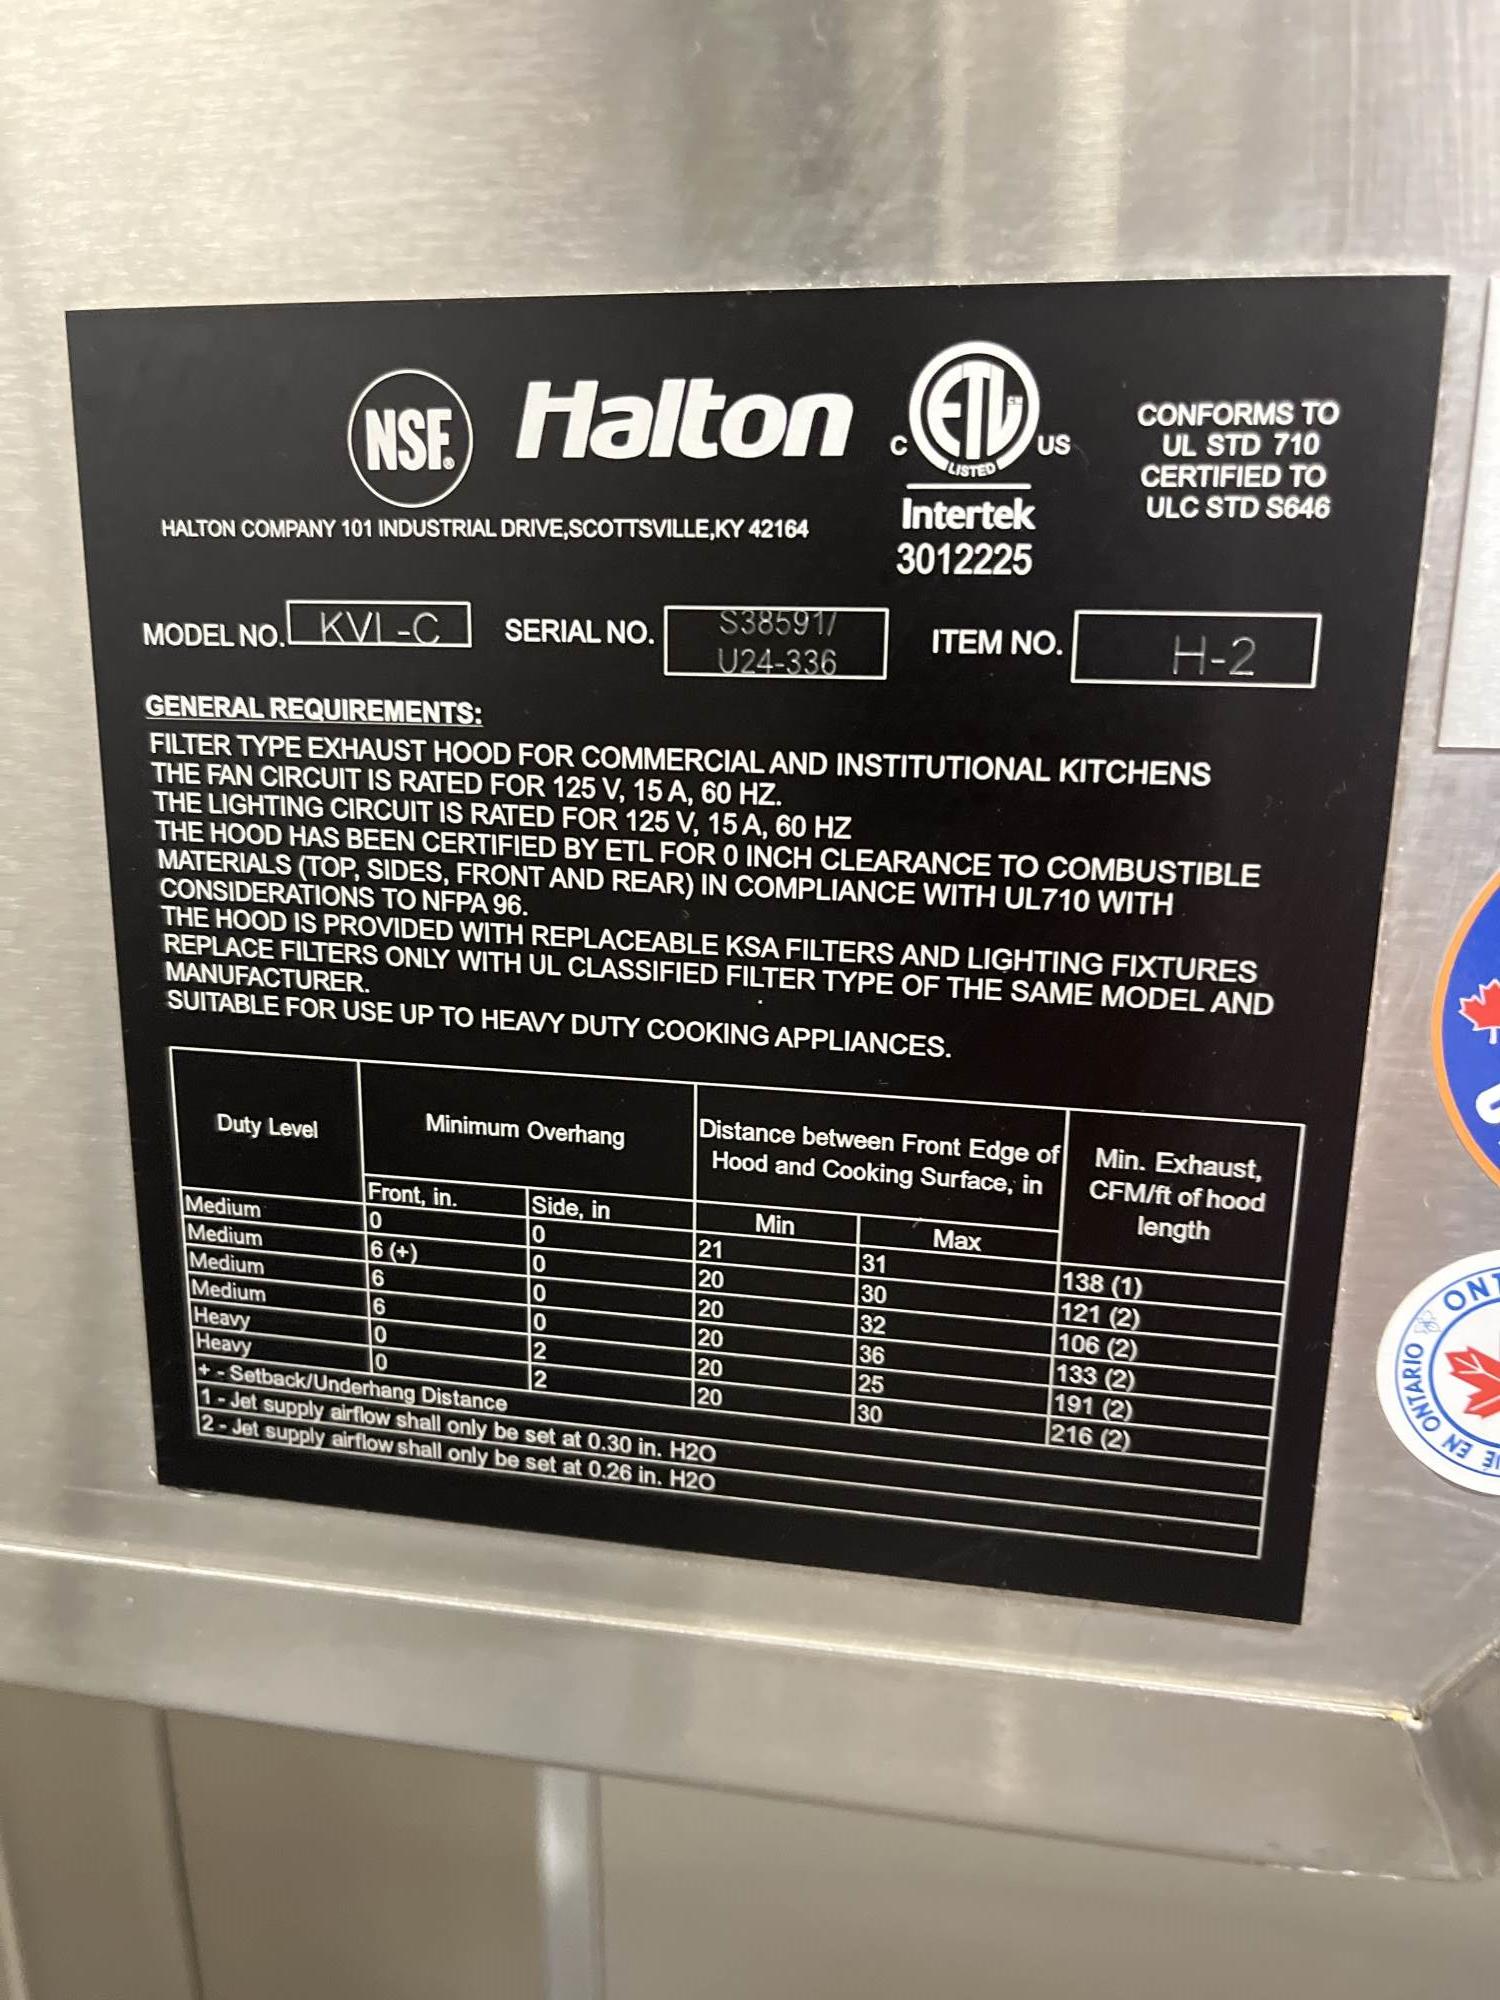 NSF®
Halton
C ETL CM US
LISTED
Intertek
3012225
CONFORMS TO
UL STD 710
CERTIFIED TO
ULC STD S646
HALTON COMPANY 101 INDUSTRIAL DRIVE,SCOTTSVILLE,KY 42164
MODEL NO. KVL-C SERIAL NO. S38591/ U24-336 ITEM NO. H-2
GENERAL REQUIREMENTS:
FILTER TYPE EXHAUST HOOD FOR COMMERCIAL AND INSTITUTIONAL KITCHENS
THE FAN CIRCUIT IS RATED FOR 125 V, 15 A, 60 HZ.
THE LIGHTING CIRCUIT IS RATED FOR 125 V, 15 A, 60 HZ
THE HOOD HAS BEEN CERTIFIED BY ETL FOR 0 INCH CLEARANCE TO COMBUSTIBLE
MATERIALS (TOP, SIDES, FRONT AND REAR) IN COMPLIANCE WITH UL710 WITH
CONSIDERATIONS TO NFPA 96.
THE HOOD IS PROVIDED WITH REPLACEABLE KSA FILTERS AND LIGHTING FIXTURES
REPLACE FILTERS ONLY WITH UL CLASSIFIED FILTER TYPE OF THE SAME MODEL AND
MANUFACTURER.
SUITABLE FOR USE UP TO HEAVY DUTY COOKING APPLIANCES.
Duty Level Minimum Overhang Distance between Front Edge of Hood and Cooking Surface, in Min. Exhaust, CFM/ft of hood length
Front, in. Side, in Min Max
Medium 0 0 21 31 138 (1)
Medium 6 (+) 0 20 30 121 (2)
Medium 6 0 20 32 106 (2)
Medium 6 0 20 36 133 (2)
Heavy 0 2 20 25 191 (2)
Heavy 0 2 20 30 216 (2)
+ - Setback/Underhang Distance
1 - Jet supply airflow shall only be set at 0.30 in. H2O
2 - Jet supply airflow shall only be set at 0.26 in. H2O
EN ONTARIO